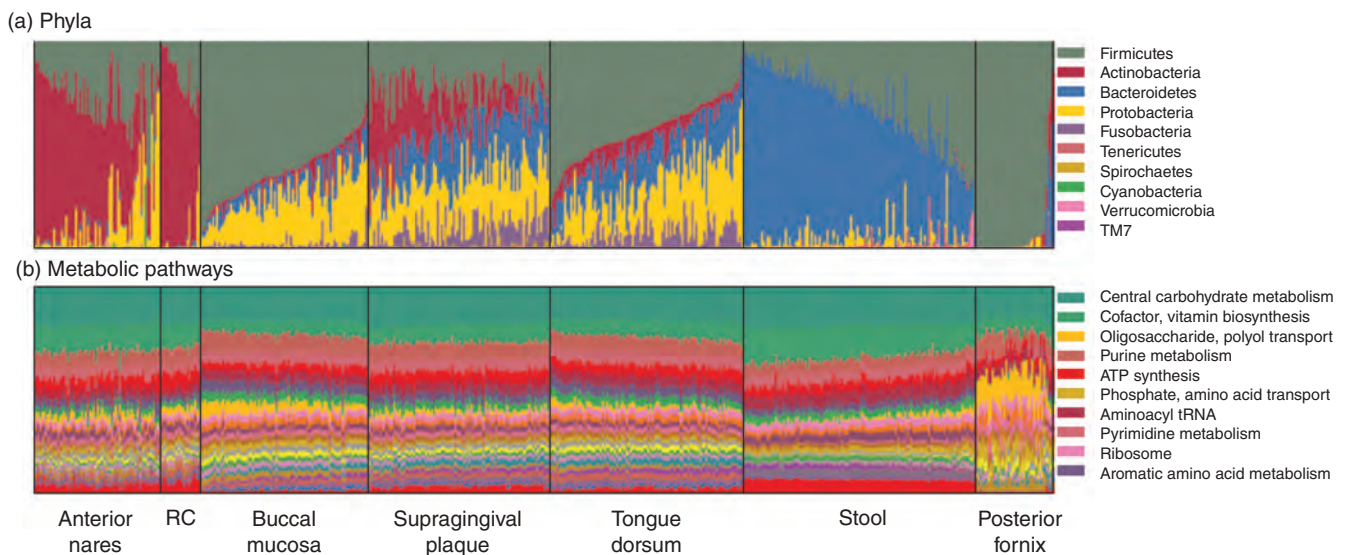 (a) Phyla
Firmicutes
Actinobacteria
Bacteroidetes
Protobacteria
Fusobacteria
Tenericutes
Spirochaetes
Cyanobacteria
Verrucomicrobia
TM7
(b) Metabolic pathways
Central carbohydrate metabolism
Cofactor, vitamin biosynthesis
Oligosaccharide, polyol transport
Purine metabolism
ATP synthesis
Phosphate, amino acid transport
Aminoacyl tRNA
Pyrimidine metabolism
Ribosome
Aromatic amino acid metabolism
Anterior RC Buccal Supragingival Tongue Stool Posterior
nares mucosa plaque dorsum fornix